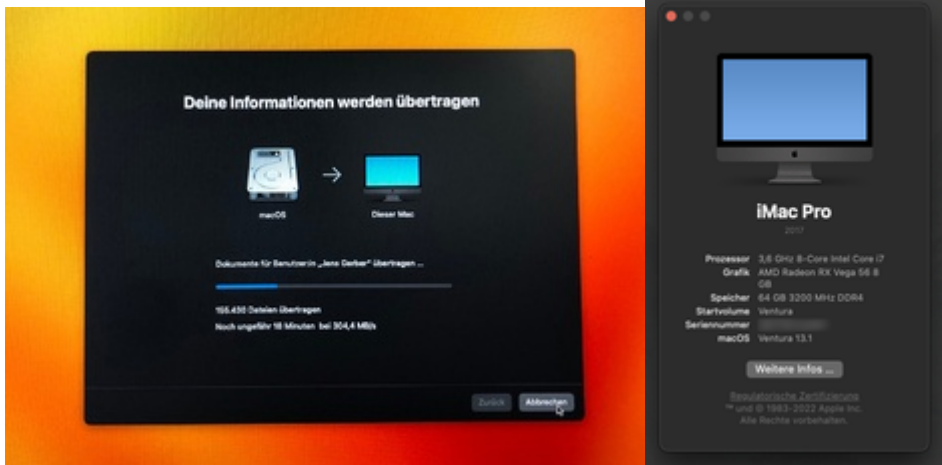 Deine Informationen werden übertragen
macOS
Dieser Mac
Dokumente für Benutzer:in „Jens Gerber“ übertragen ...
155.430 Dateien übertragen
Noch ungefähr 16 Minuten bei 304,4 MB/s
Zurück
Abbrechen
iMac Pro
2017
Prozessor 3,6 GHz 8-Core Intel Core i7
Grafik AMD Radeon RX Vega 56 8
GB
Speicher 64 GB 3200 MHz DDR4
Startvolume Ventura
Seriennummer
macOS Ventura 13.1
Weitere Infos ...
Regulatorische Zertifizierung
™ und © 1983-2022 Apple Inc.
Alle Rechte vorbehalten.